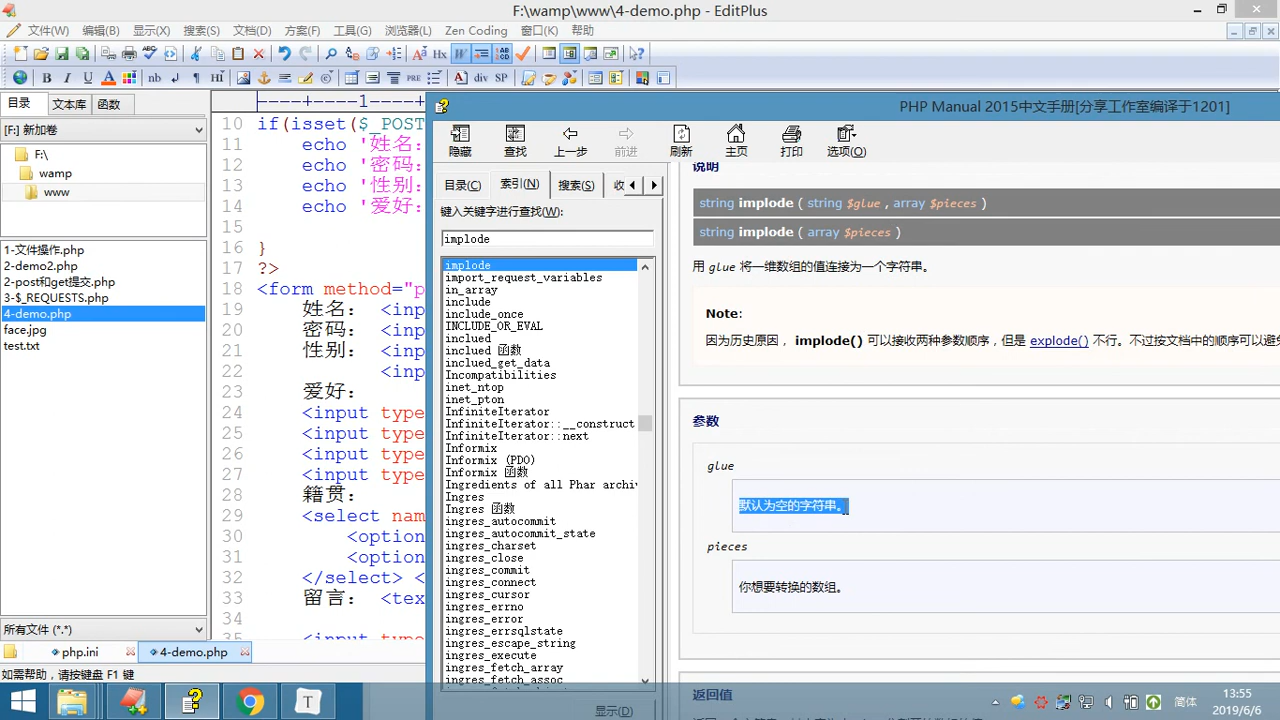 F:\wamp\www\4-demo.php - EditPlus
文件(W) 编辑(B) 显示(X) 搜索(S) 文档(D) 方案(F) 工具(G) 浏览器(L) Zen Coding 窗口(K) 帮助
目录 文本库 函数
[F:] 新加卷
F:\
wamp
www
1-文件操作.php
2-demo2.php
2-post和get提交.php
3-$_REQUESTS.php
4-demo.php
face.jpg
test.txt
所有文件 (*.*)
----+----1----+
10 if(isset($_POST
11 echo '姓名:
12 echo '密码:
13 echo '性别:
14 echo '爱好:
15
16 }
17 ?>
18 <form method="p
19 姓名： <inp
20 密码： <inp
21 性别： <inp
22 <inp
23 爱好：
24 <input type
25 <input type
26 <input type
27 <input type
28 籍贯：
29 <select nam
30 <option
31 <option
32 </select> <
33 留言： <tex
34
35 <input type
php.ini 4-demo.php
如需帮助，请按键盘 F1 键
PHP Manual 2015中文手册[分享工作室编译于1201]
隐藏 查找 上一步 前进 刷新 主页 打印 选项(O)
目录(C) 索引(N) 搜索(S) 收
键入关键字进行查找(W):
implode
implode
import_request_variables
in_array
include
include_once
INCLUDE_OR_EVAL
inclued
inclued 函数
inclued_get_data
Incompatibilities
inet_ntop
inet_pton
InfiniteIterator
InfiniteIterator::__construct
InfiniteIterator::next
Informix
Informix (PDO)
Informix 函数
Ingredients of all Phar archiv
Ingres
Ingres 函数
ingres_autocommit
ingres_autocommit_state
ingres_charset
ingres_close
ingres_commit
ingres_connect
ingres_cursor
ingres_errno
ingres_error
ingres_errsqlstate
ingres_escape_string
ingres_execute
ingres_fetch_array
ingres_fetch_assoc
显示(D)
说明
string implode ( string $glue , array $pieces )
string implode ( array $pieces )
用 glue 将一维数组的值连接为一个字符串。
Note:
因为历史原因， implode() 可以接收两种参数顺序，但是 explode() 不行。不过按文档中的顺序可以避免
参数
glue
默认为空的字符串。
pieces
你想要转换的数组。
返回值
简体
13:55
2019/6/6